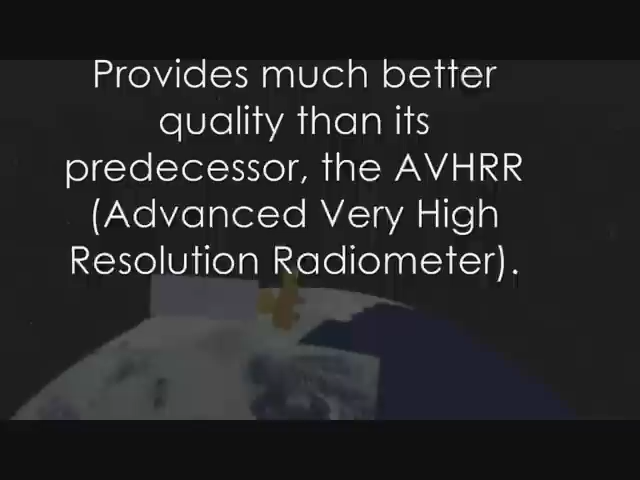 Provides much better
quality than its
predecessor, the AVHRR
(Advanced Very High
Resolution Radiometer).